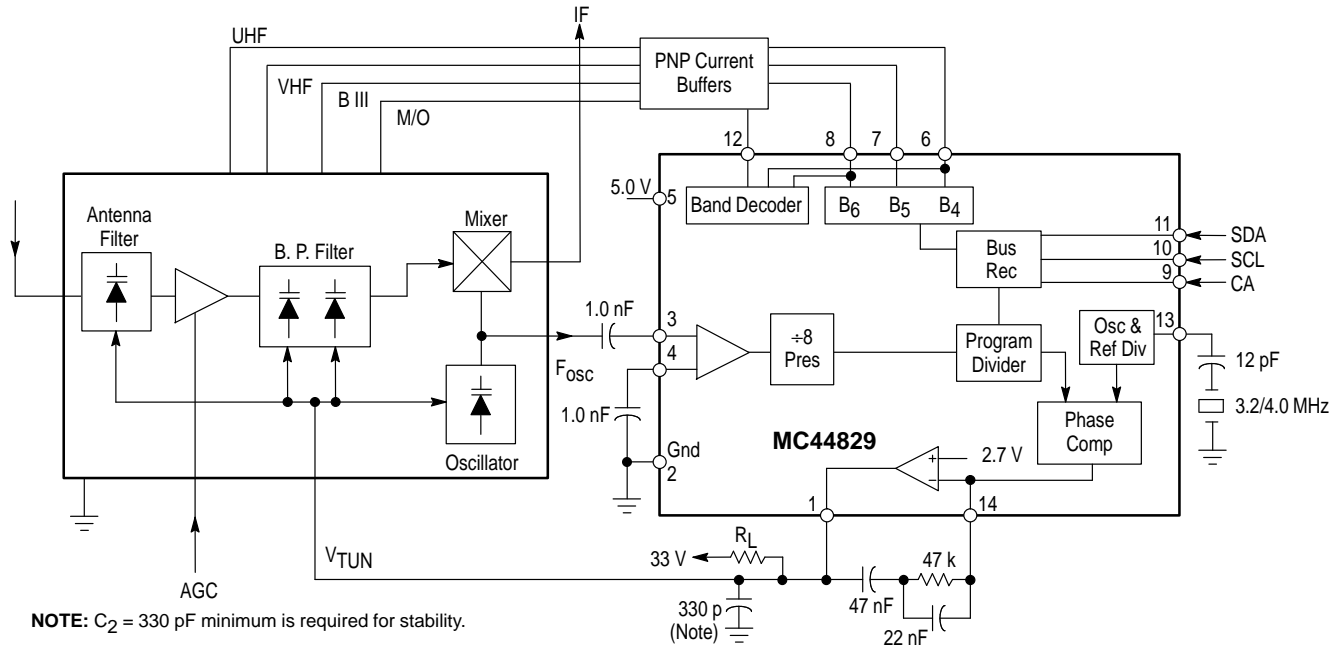 IF
UHF
VHF
B III
M/O
PNP Current
Buffers
12
8
7
6
5.0 V
5
Band Decoder
B6
B5
B4
Antenna
Filter
B. P. Filter
Mixer
Bus
Rec
11
SDA
10
SCL
9
CA
1.0 nF
3
4
÷8
Pres
Program
Divider
Osc &
Ref Div
13
12 pF
3.2/4.0 MHz
Fosc
1.0 nF
Oscillator
Gnd
2
MC44829
Phase
Comp
+
–
2.7 V
1
14
AGC
VTUN
33 V
RL
330 p
(Note)
47 nF
47 k
22 nF
NOTE: C2 = 330 pF minimum is required for stability.